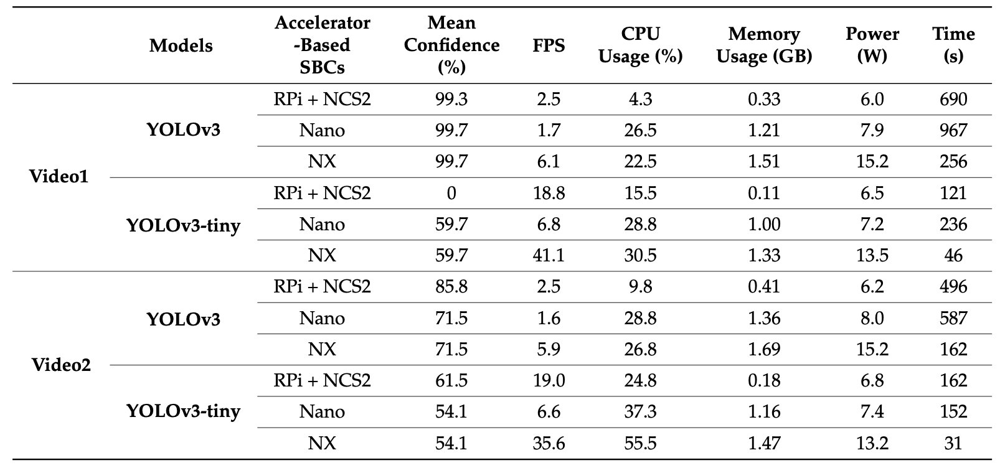 Models Accelerator -Based SBCs Mean Confidence (%) FPS CPU Usage (%) Memory Usage (GB) Power (W) Time (s)
Video1 YOLOv3 RPi + NCS2 99.3 2.5 4.3 0.33 6.0 690
Nano 99.7 1.7 26.5 1.21 7.9 967
NX 99.7 6.1 22.5 1.51 15.2 256
YOLOv3-tiny RPi + NCS2 0 18.8 15.5 0.11 6.5 121
Nano 59.7 6.8 28.8 1.00 7.2 236
NX 59.7 41.1 30.5 1.33 13.5 46
Video2 YOLOv3 RPi + NCS2 85.8 2.5 9.8 0.41 6.2 496
Nano 71.5 1.6 28.8 1.36 8.0 587
NX 71.5 5.9 26.8 1.69 15.2 162
YOLOv3-tiny RPi + NCS2 61.5 19.0 24.8 0.18 6.8 162
Nano 54.1 6.6 37.3 1.16 7.4 152
NX 54.1 35.6 55.5 1.47 13.2 31